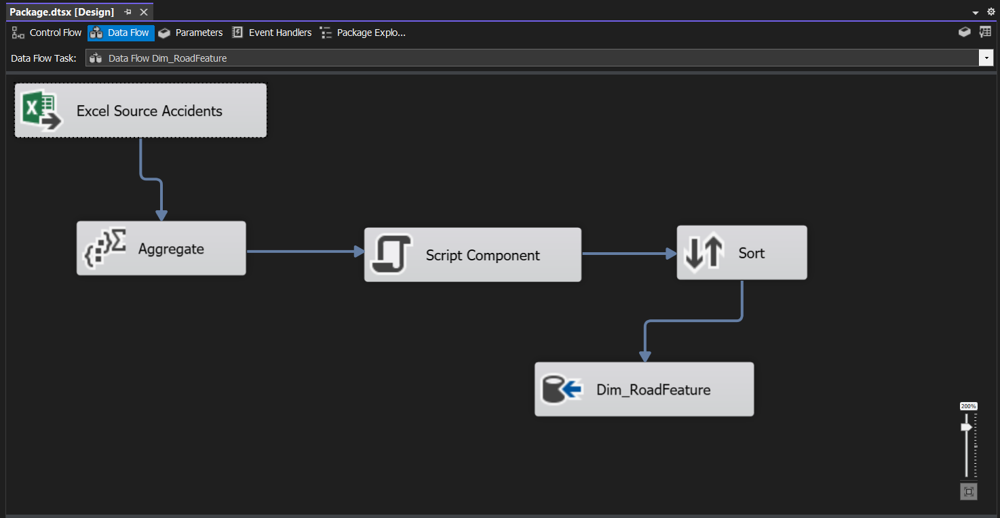 Package.dtsx [Design]
Control Flow Data Flow Parameters Event Handlers Package Explo...
Data Flow Task: Data Flow Dim_RoadFeature
Excel Source Accidents
Aggregate
Script Component
Sort
Dim_RoadFeature
200%